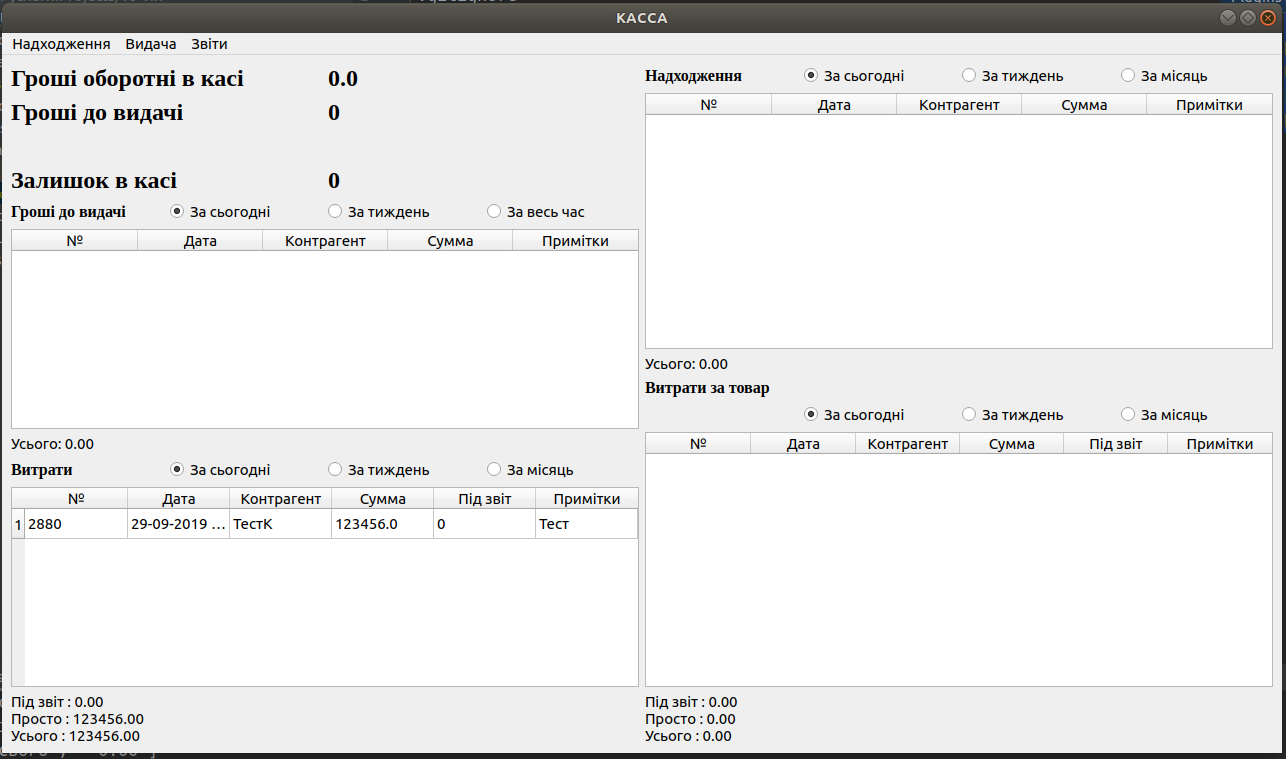 КАССА
Надходження Видача Звіти
Гроші оборотні в касі 0.0
Гроші до видачі 0
Залишок в касі 0
Гроші до видачі За сьогодні За тиждень За весь час
№ Дата Контрагент Сумма Примітки
Усього: 0.00
Витрати За сьогодні За тиждень За місяць
№ Дата Контрагент Сумма Під звіт Примітки
1 2880 29-09-2019 ... ТестК 123456.0 0 Тест
Під звіт : 0.00
Просто : 123456.00
Усього : 123456.00
Надходження За сьогодні За тиждень За місяць
№ Дата Контрагент Сумма Примітки
Усього: 0.00
Витрати за товар
За сьогодні За тиждень За місяць
№ Дата Контрагент Сумма Під звіт Примітки
Під звіт : 0.00
Просто : 0.00
Усього : 0.00